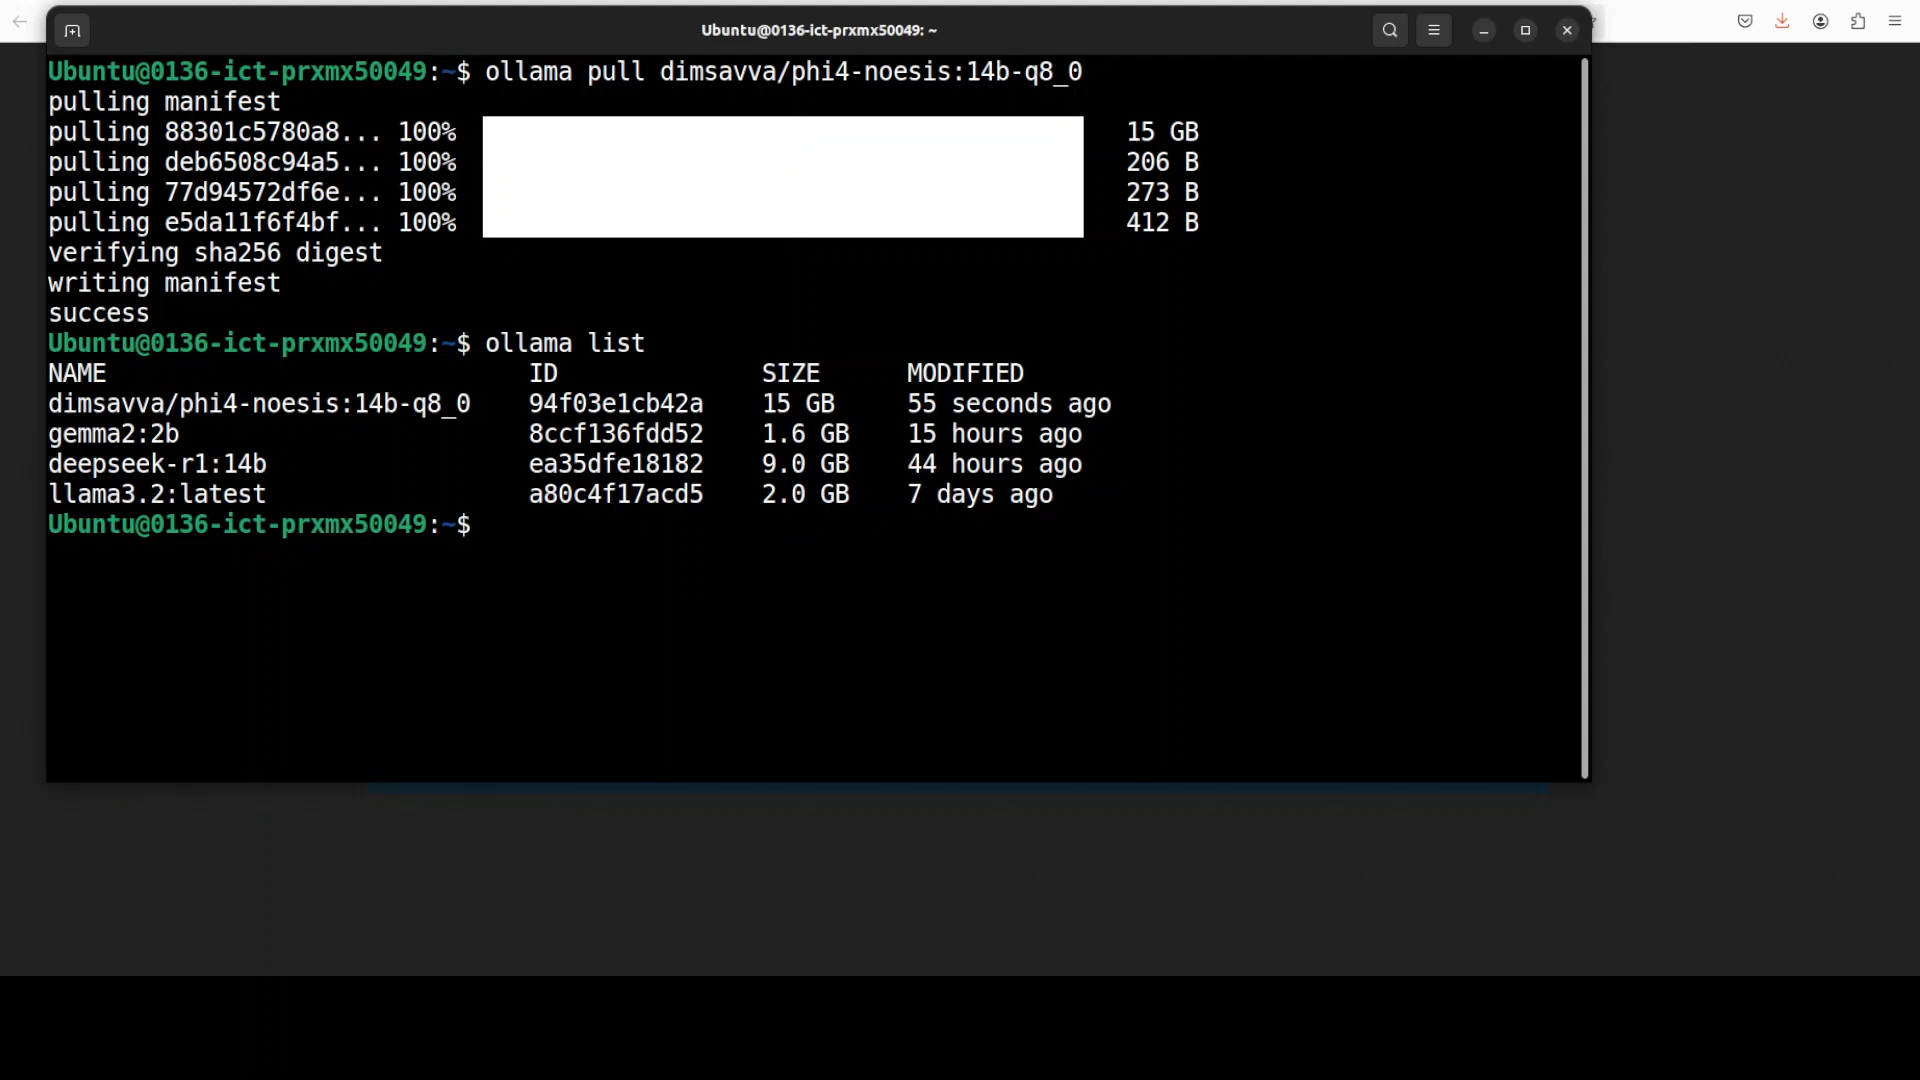 Ubuntu@0136-ict-prxmx50049: ~
Ubuntu@0136-ict-prxmx50049:~$ ollama pull dimsavva/phi4-noesis:14b-q8_0
pulling manifest
pulling 88301c5780a8... 100% 15 GB
pulling deb6508c94a5... 100% 206 B
pulling 77d94572df6e... 100% 273 B
pulling e5da11f6f4bf... 100% 412 B
verifying sha256 digest
writing manifest
success
Ubuntu@0136-ict-prxmx50049:~$ ollama list
NAME ID SIZE MODIFIED
dimsavva/phi4-noesis:14b-q8_0 94f03e1cb42a 15 GB 55 seconds ago
gemma2:2b 8ccf136fdd52 1.6 GB 15 hours ago
deepseek-r1:14b ea35dfe18182 9.0 GB 44 hours ago
llama3.2:latest a80c4f17acd5 2.0 GB 7 days ago
Ubuntu@0136-ict-prxmx50049:~$